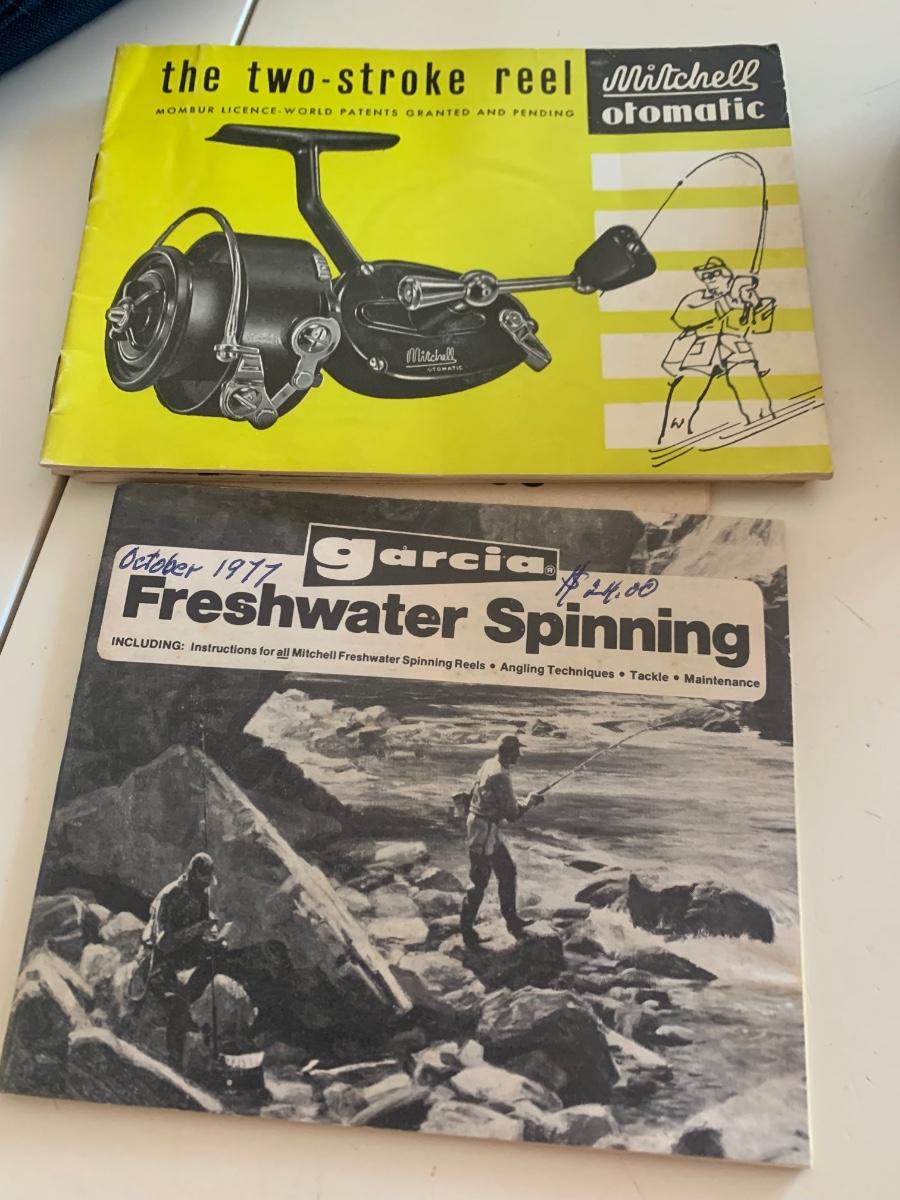 the two-stroke reel
MOMBUR LICENCE-WORLD PATENTS GRANTED AND PENDING
Mitchell
otomatic
Mitchell
OTOMATIC
W
garcia®
October 1977
$24.00
Freshwater Spinning
INCLUDING: Instructions for all Mitchell Freshwater Spinning Reels • Angling Techniques • Tackle • Maintenance